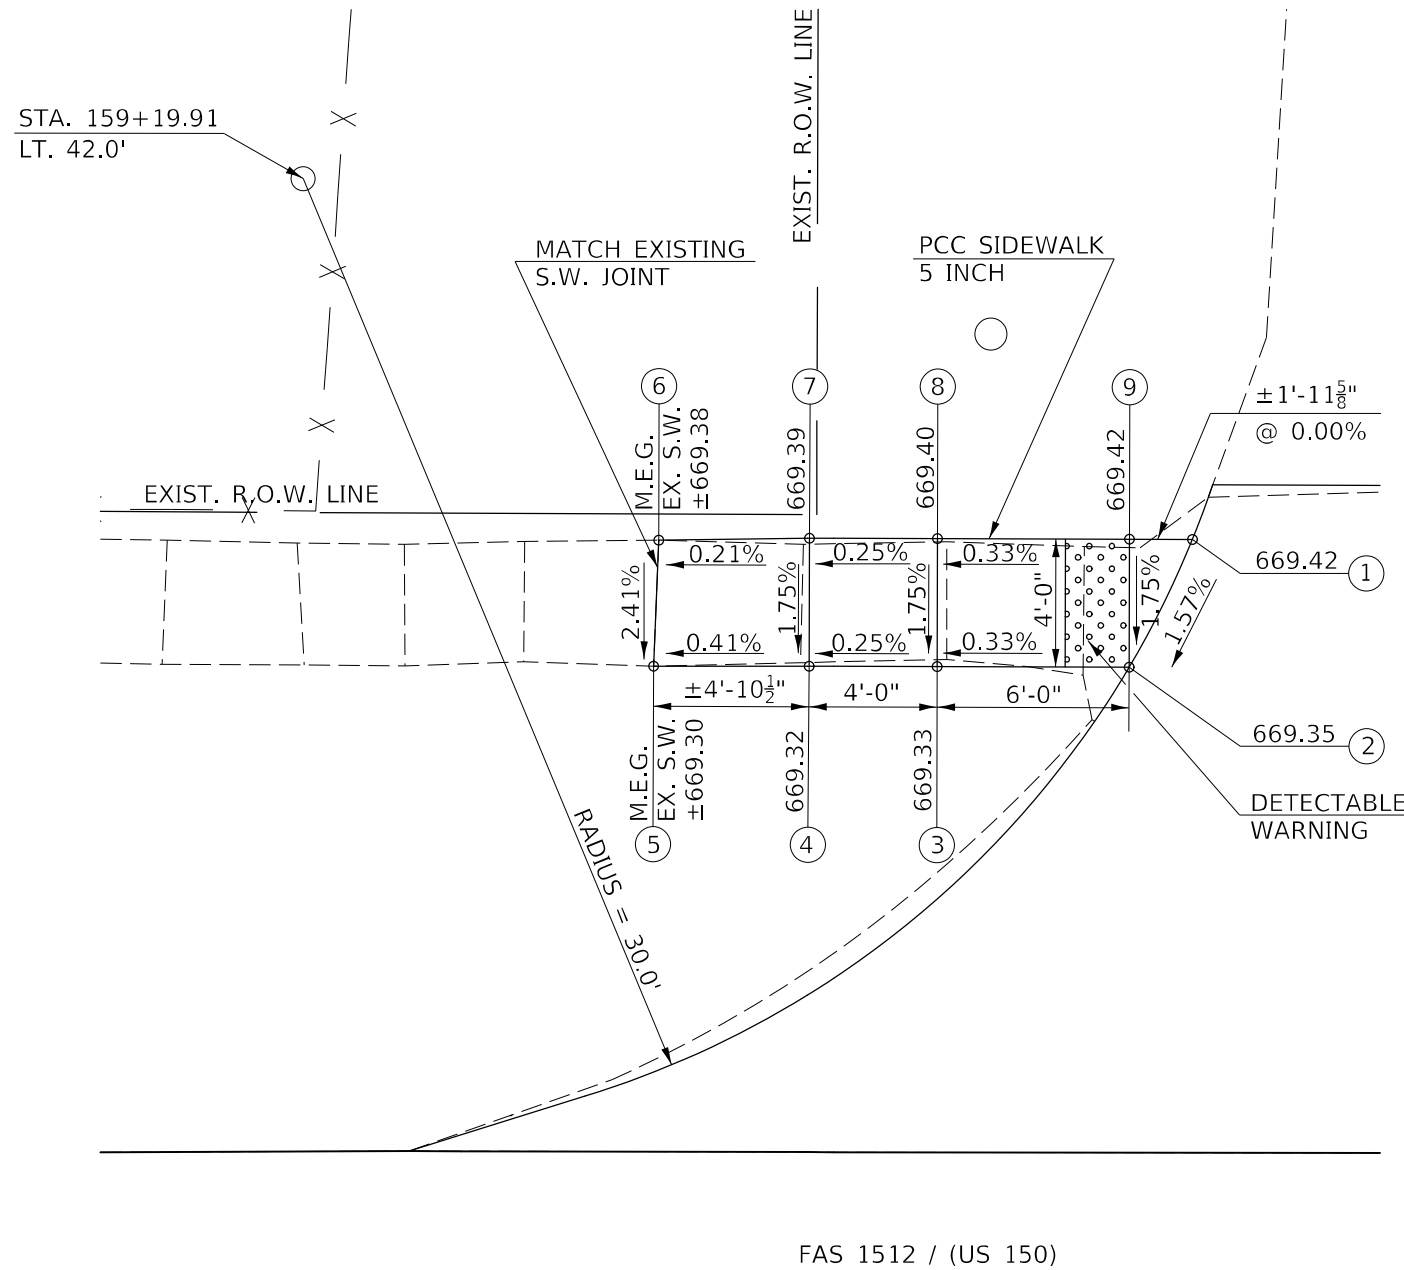 STA. 159+19.91
LT. 42.0'
EXIST. R.O.W. LINE
MATCH EXISTING
S.W. JOINT
PCC SIDEWALK
5 INCH
6
7
8
9
±1'-11⅝"
@ 0.00%
M.E.G.
EX. S.W.
±669.38
669.39
669.40
669.42
EXIST. R.O.W. LINE
0.21%
0.25%
0.33%
669.42
1
2.41%
1.75%
1.75%
4'-0"
1.75%
1.57%
0.41%
0.25%
0.33%
±4'-10½"
4'-0"
6'-0"
M.E.G.
EX. S.W.
±669.30
669.32
669.33
669.35
2
5
4
3
DETECTABLE
WARNING
RADIUS = 30.0'
FAS 1512 / (US 150)